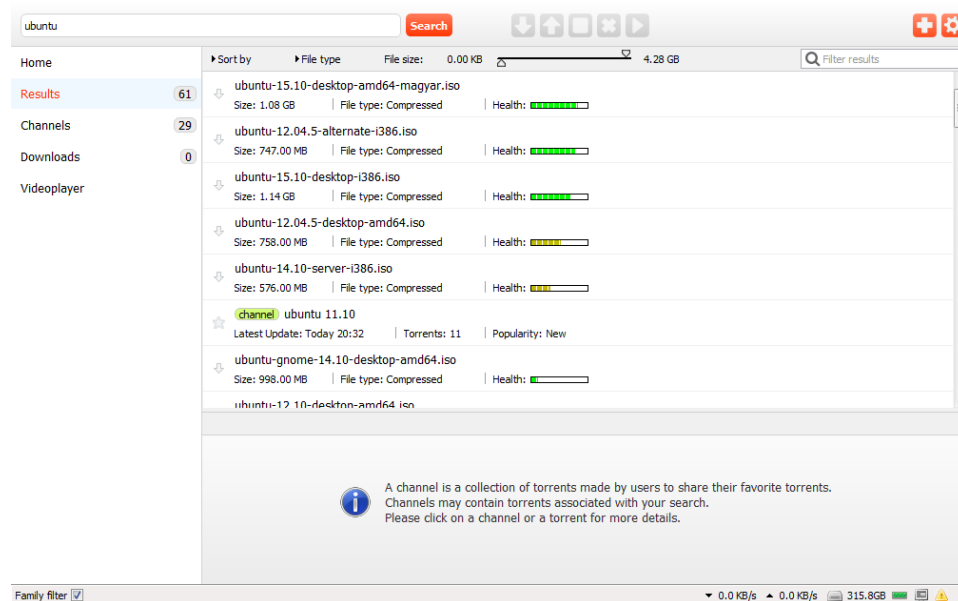 ubuntu Search
Home
Results 61
Channels 29
Downloads 0
Videoplayer
Sort by File type File size: 0.00 KB 4.28 GB Filter results
ubuntu-15.10-desktop-amd64-magyar.iso
Size: 1.08 GB File type: Compressed Health:
ubuntu-12.04.5-alternate-i386.iso
Size: 747.00 MB File type: Compressed Health:
ubuntu-15.10-desktop-i386.iso
Size: 1.14 GB File type: Compressed Health:
ubuntu-12.04.5-desktop-amd64.iso
Size: 758.00 MB File type: Compressed Health:
ubuntu-14.10-server-i386.iso
Size: 576.00 MB File type: Compressed Health:
channel ubuntu 11.10
Latest Update: Today 20:32 Torrents: 11 Popularity: New
ubuntu-gnome-14.10-desktop-amd64.iso
Size: 998.00 MB File type: Compressed Health:
ubuntu-12.10-desktop-amd64.iso
A channel is a collection of torrents made by users to share their favorite torrents.
Channels may contain torrents associated with your search.
Please click on a channel or a torrent for more details.
Family filter 0.0 KB/s 0.0 KB/s 315.8GB